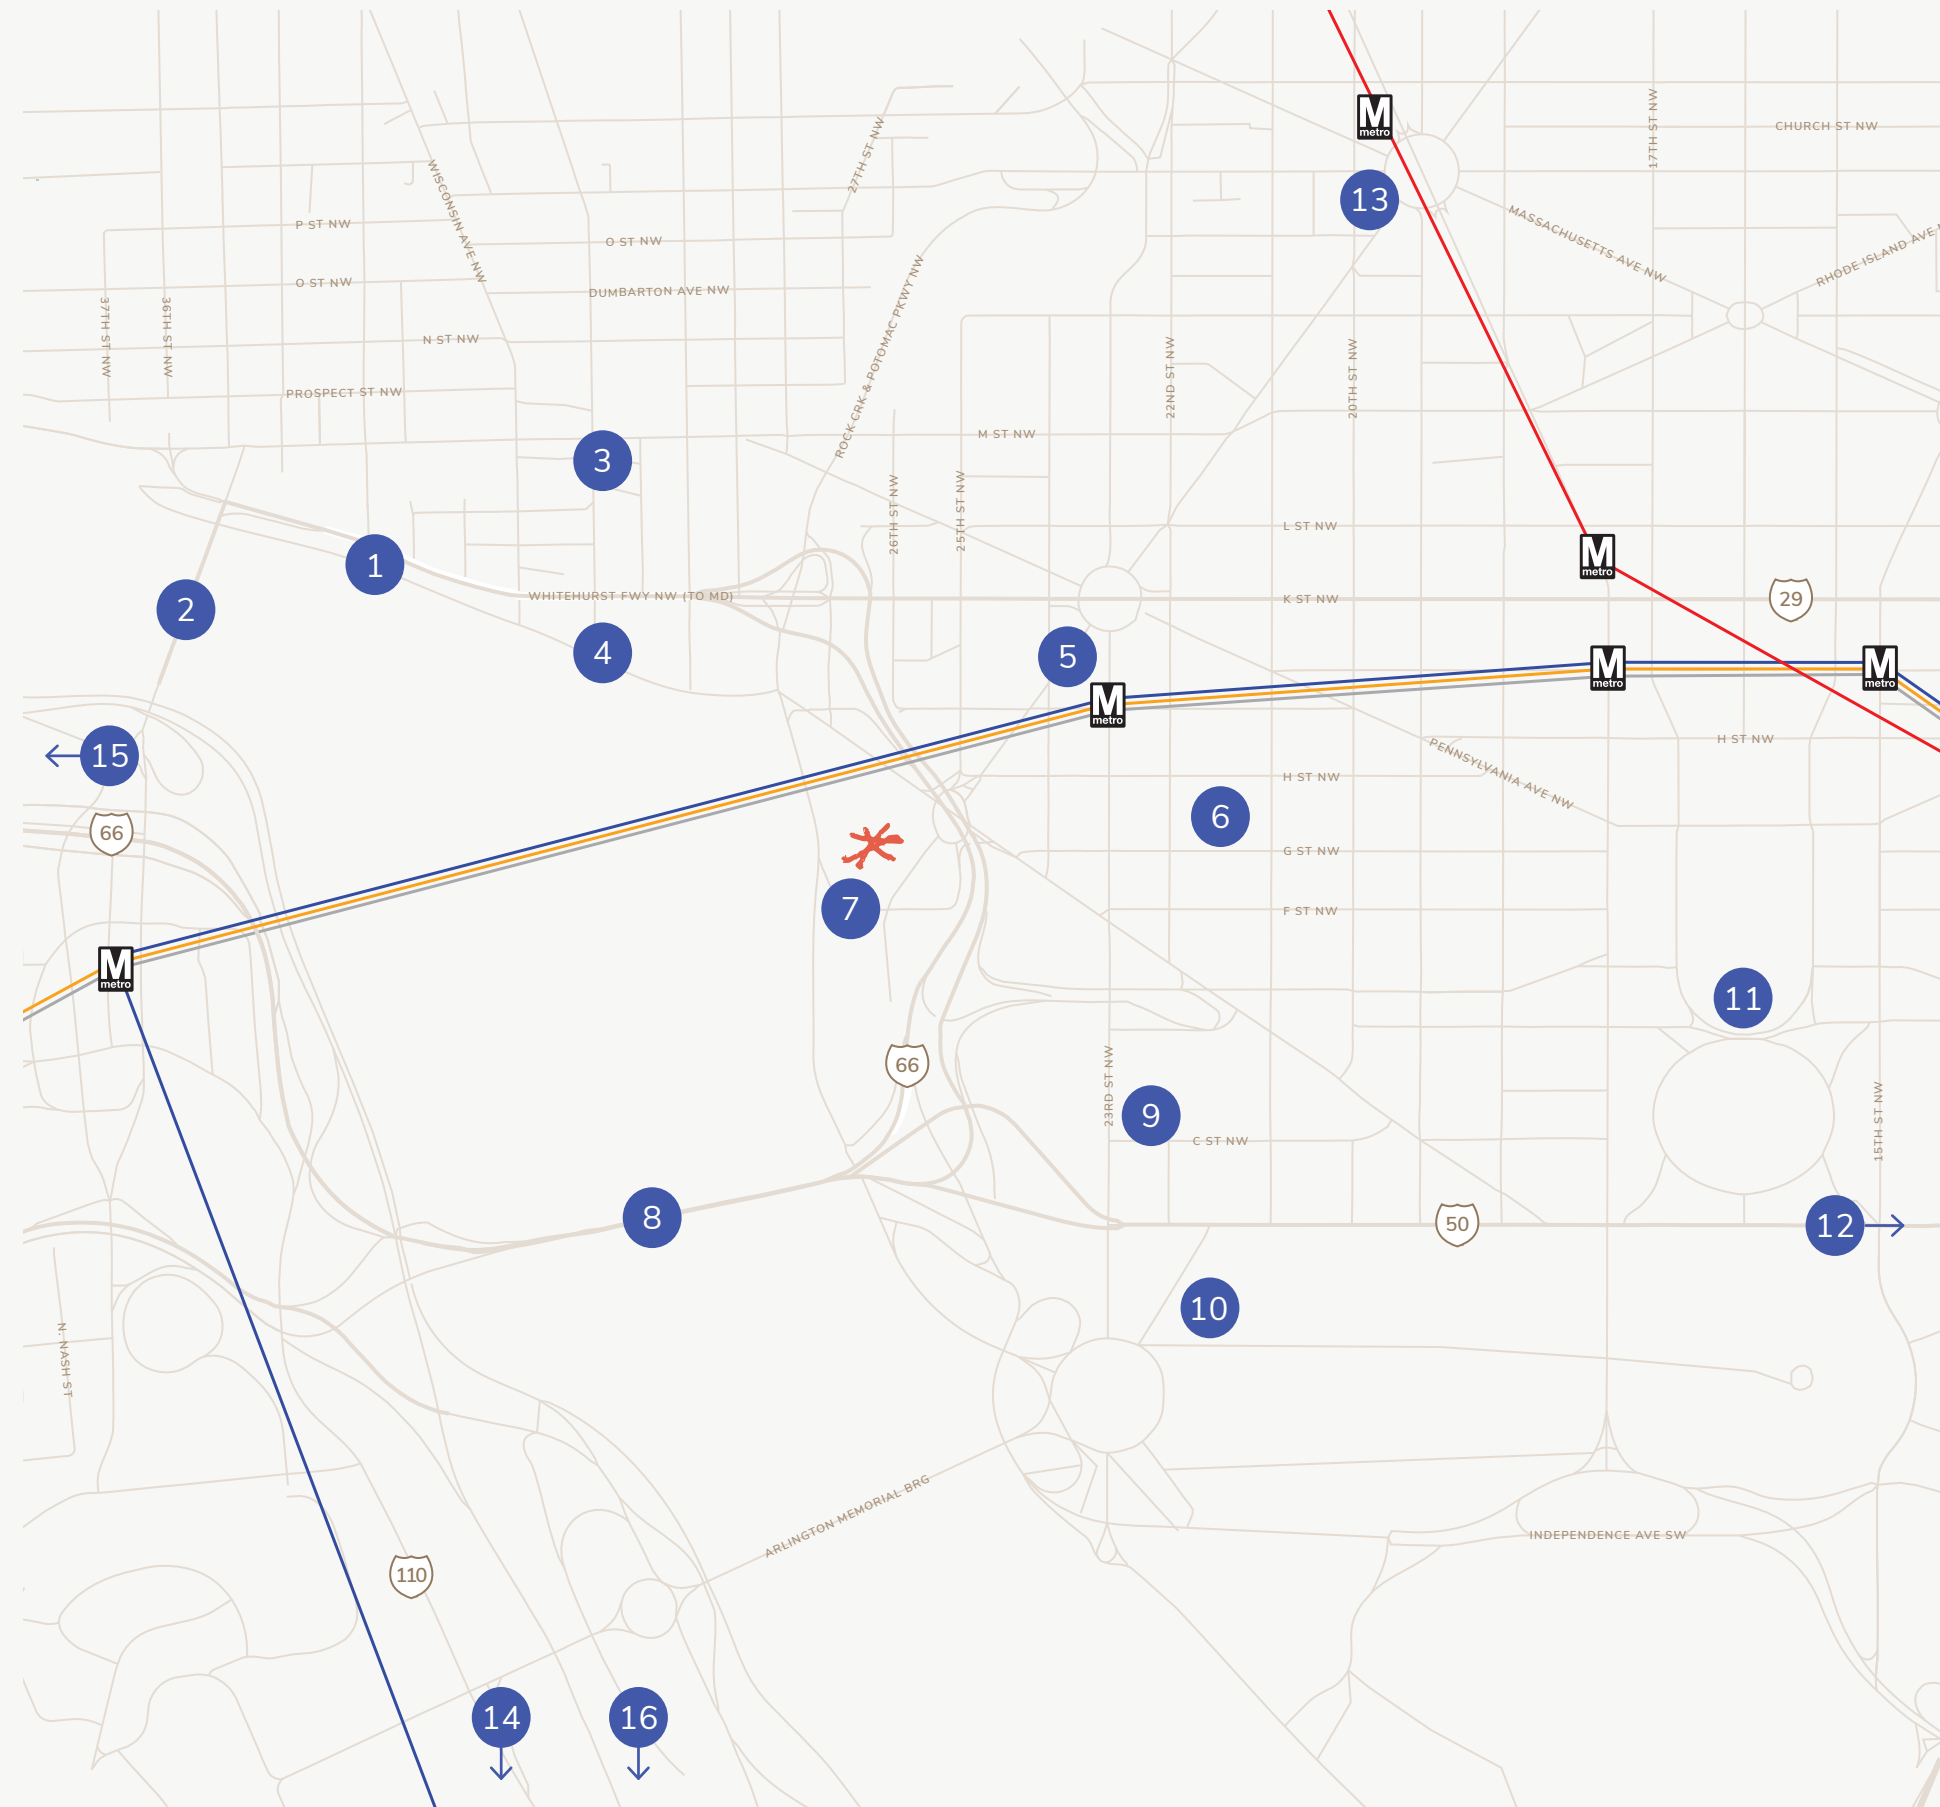 M
metro
CHURCH ST NW
17TH ST NW
27TH ST NW
WISCONSIN AVE NW
13
MASSACHUSETTS AVE NW
RHODE ISLAND AVE
P ST NW
O ST NW
O ST NW
DUMBARTON AVE NW
37TH ST NW
36TH ST NW
N ST NW
ROCK CRK & POTOMAC PKWY NW
22ND ST NW
20TH ST NW
PROSPECT ST NW
M ST NW
3
26TH ST NW
25TH ST NW
L ST NW
1
M
metro
WHITEHURST FWY NW (TO MD)
K ST NW
29
2
4
5
M
metro
M
metro
M
metro
15
H ST NW
PENNSYLVANIA AVE NW
H ST NW
66
6
G ST NW
7
F ST NW
M
metro
11
66
23RD ST NW
9
C ST NW
15TH ST NW
8
50
12
10
N. NASH ST
ARLINGTON MEMORIAL BRG
INDEPENDENCE AVE SW
110
14
16